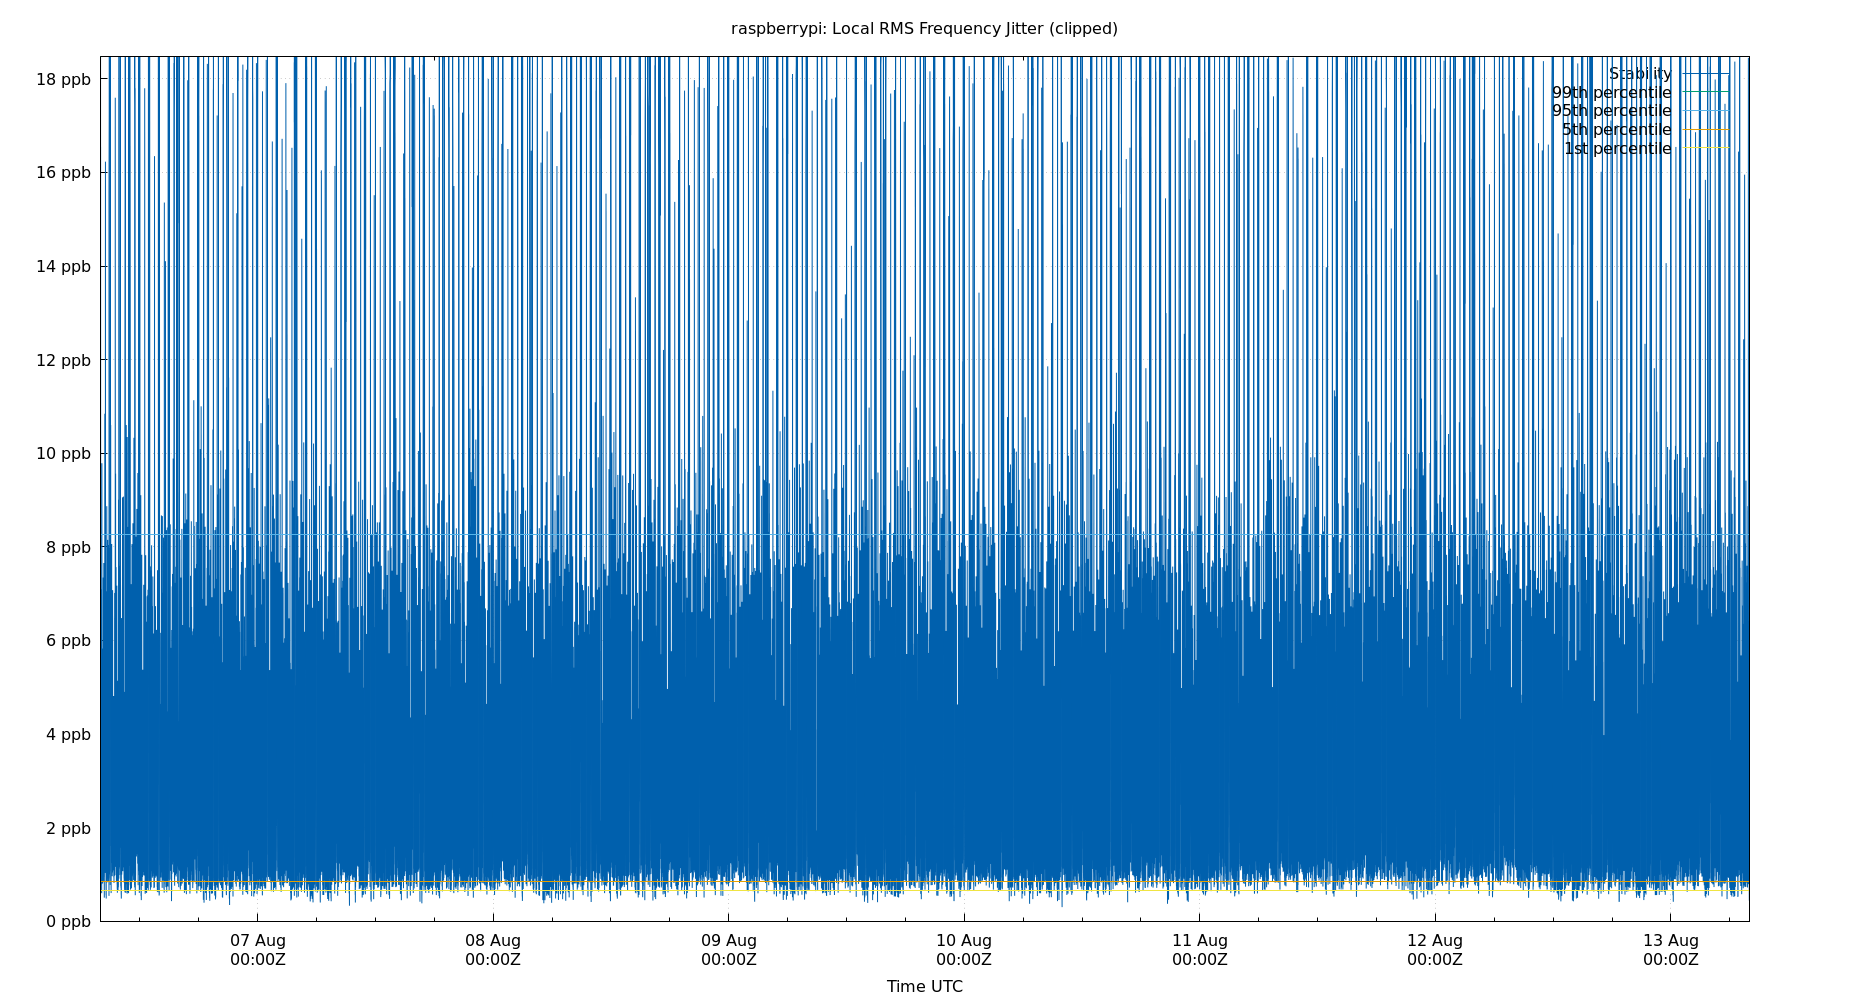 raspberrypi: Local RMS Frequency Jitter (clipped)
18 ppb
16 ppb
14 ppb
12 ppb
10 ppb
8 ppb
6 ppb
4 ppb
2 ppb
0 ppb
Stability
99th percentile
95th percentile
5th percentile
1st percentile
07 Aug
00:00Z
08 Aug
00:00Z
09 Aug
00:00Z
10 Aug
00:00Z
11 Aug
00:00Z
12 Aug
00:00Z
13 Aug
00:00Z
Time UTC